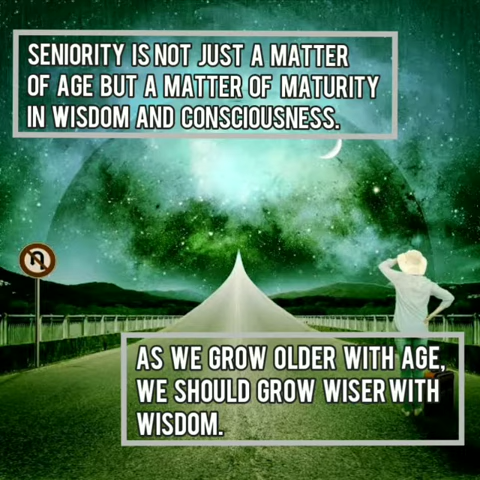 SENIORITY IS NOT JUST A MATTER
OF AGE BUT A MATTER OF MATURITY
IN WISDOM AND CONSCIOUSNESS.
AS WE GROW OLDER WITH AGE,
WE SHOULD GROW WISER WITH
WISDOM.